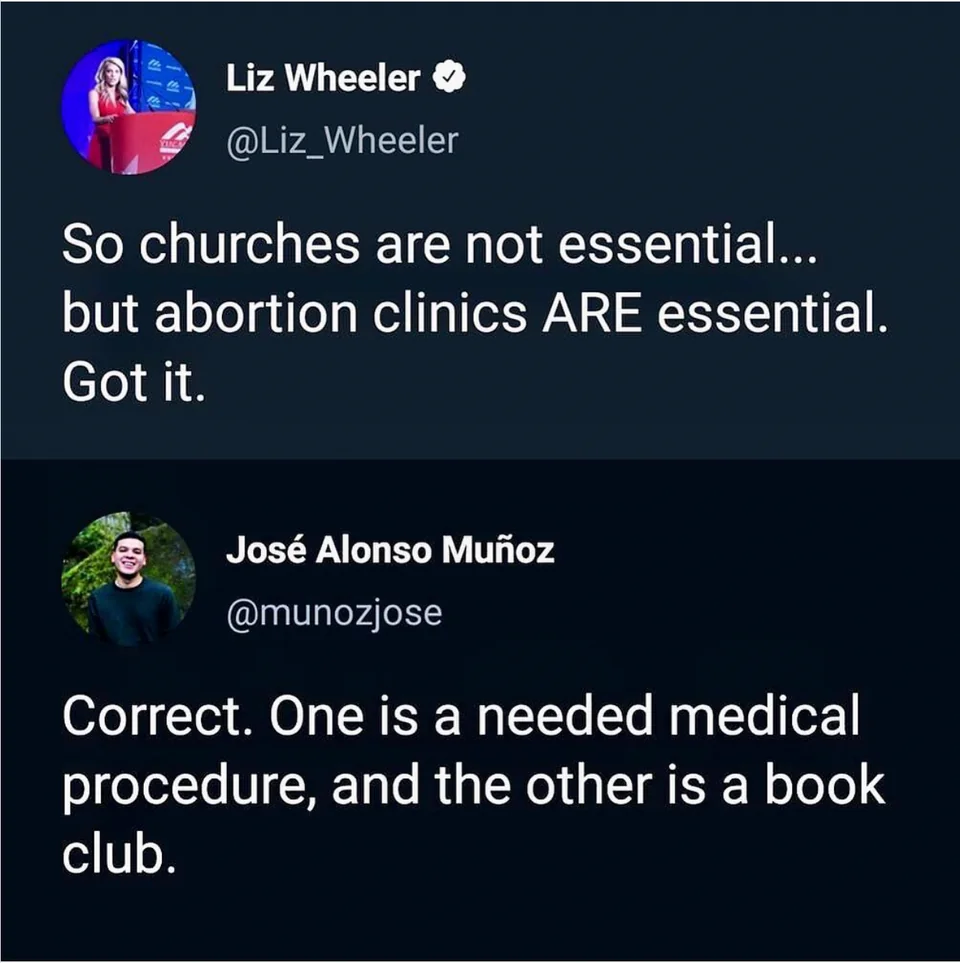 Liz Wheeler
@Liz_Wheeler
So churches are not essential...
but abortion clinics ARE essential.
Got it.
José Alonso Muñoz
@munozjose
Correct. One is a needed medical
procedure, and the other is a book
club.